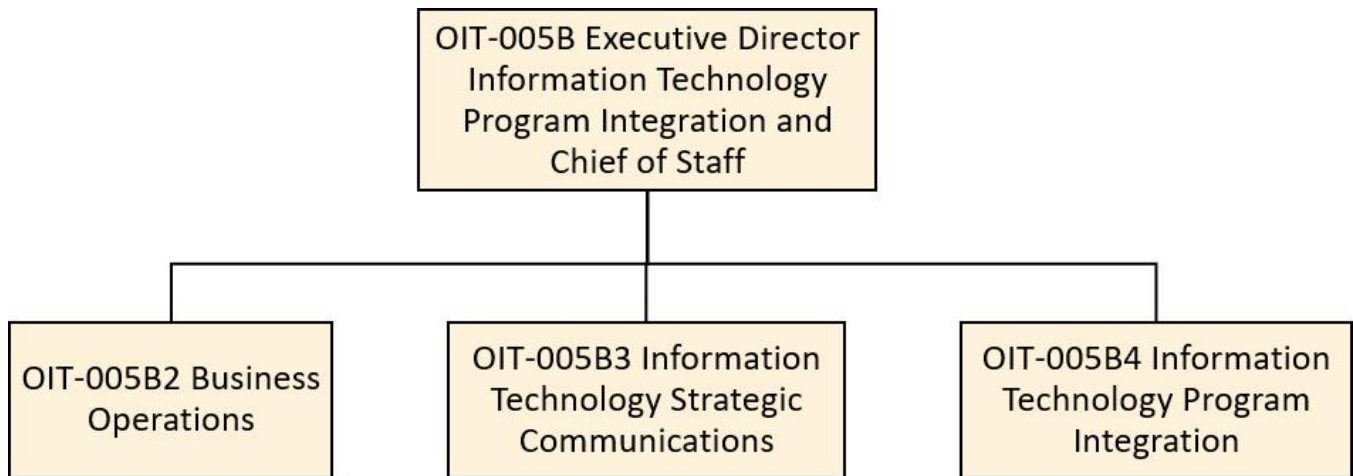 OIT-005B Executive Director
Information Technology
Program Integration and
Chief of Staff
OIT-005B2 Business
Operations
OIT-005B3 Information
Technology Strategic
Communications
OIT-005B4 Information
Technology Program
Integration